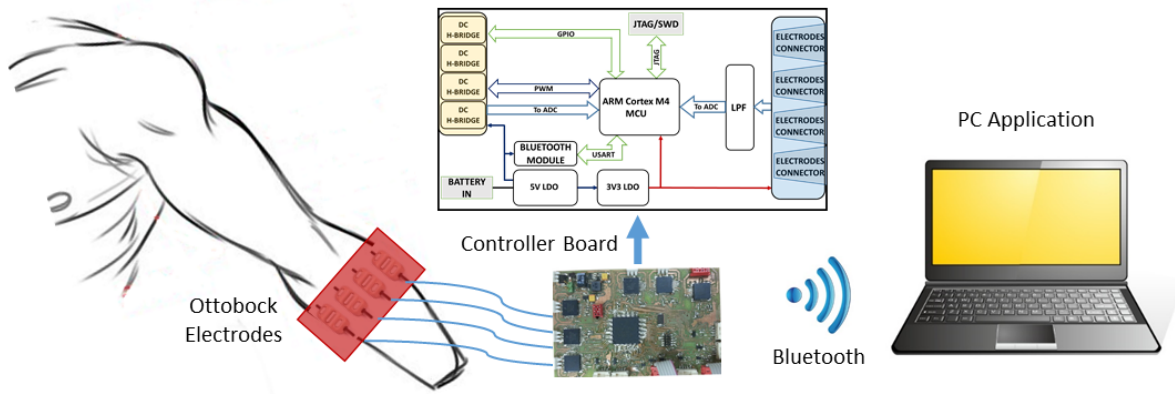 DC
H-BRIDGE
DC
H-BRIDGE
DC
H-BRIDGE
DC
H-BRIDGE
GPIO
JTAG/SWD
JTAG
PWM
To ADC
ARM Cortex M4
MCU
To ADC
LPF
ELECTRODES
CONNECTOR
ELECTRODES
CONNECTOR
ELECTRODES
CONNECTOR
ELECTRODES
CONNECTOR
BLUETOOTH
MODULE
USART
BATTERY
IN
5V LDO
3V3 LDO
PC Application
Controller Board
Ottobock
Electrodes
Bluetooth